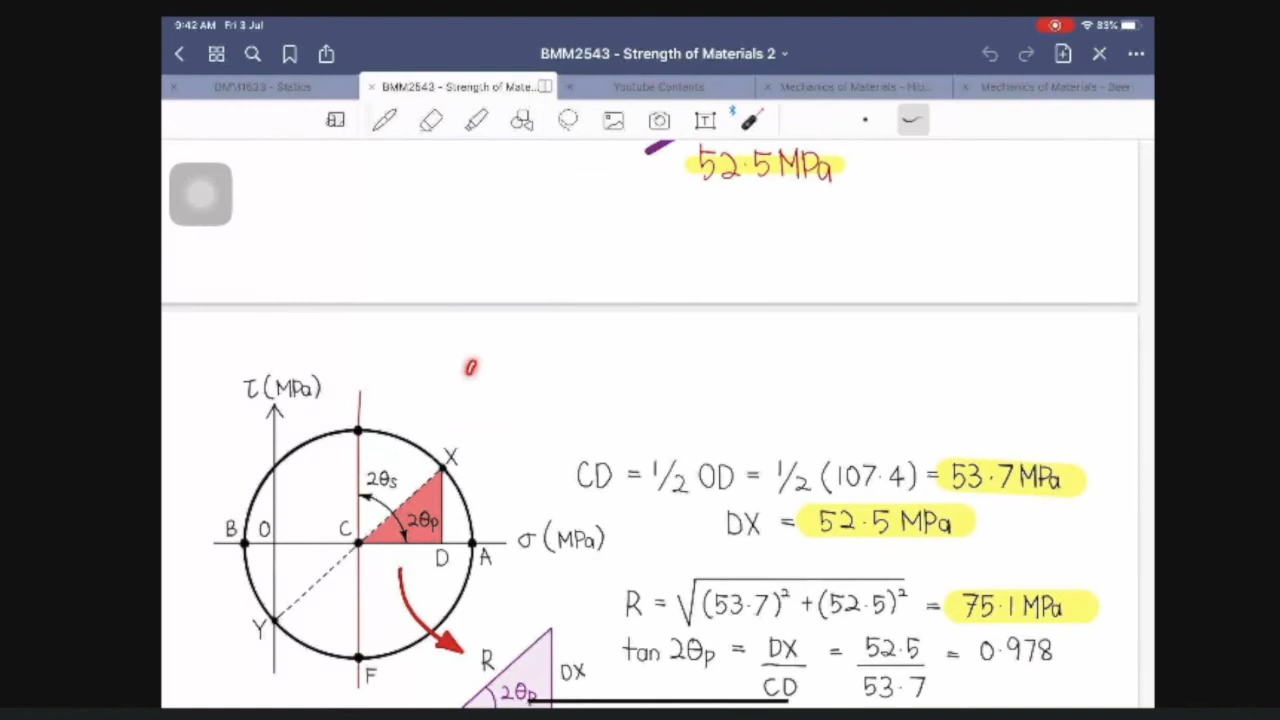 9:42 AM Fri 3 Jul
83%
BMM2543 - Strength of Materials 2
BMM1633 - Statics
BMM2543 - Strength of Mate...
Youtube Contents
Mechanics of Materials - Hib...
Mechanics of Materials - Beer
52.5 MPa
τ (MPa)
X
2θs
CD = 1/2 OD = 1/2 (107.4) = 53.7 MPa
B O C 2θp
DX = 52.5 MPa
D A σ (MPa)
R = √(53.7)² + (52.5)² = 75.1 MPa
Y
tan 2θp = DX/CD = 52.5/53.7 = 0.978
F
R DX
2θp